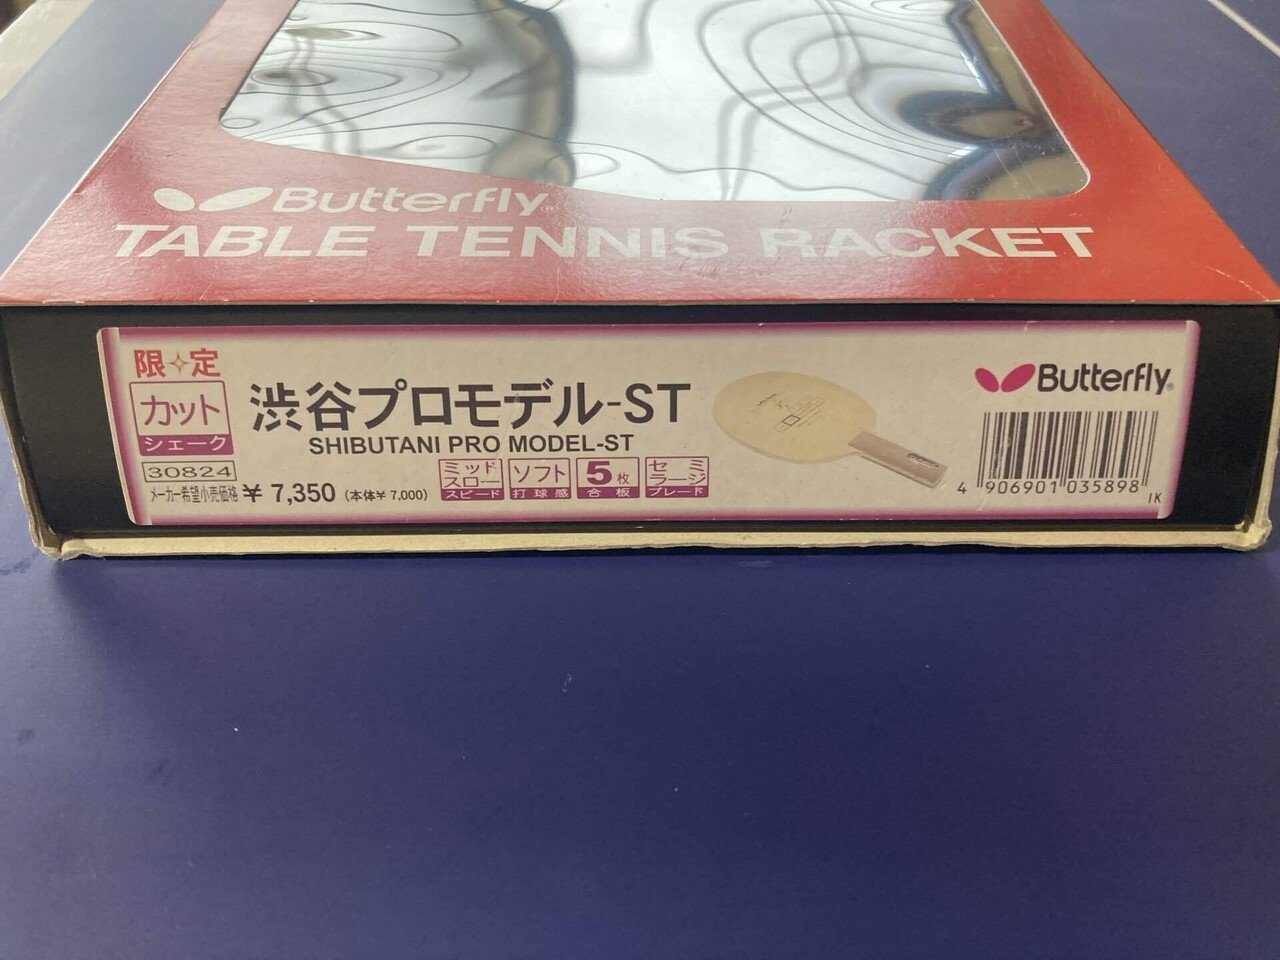 Butterfly
TABLE TENNIS RACKET
限定
カット
シェーク
30824
渋谷プロモデル-ST
SHIBUTANI PRO MODEL-ST
メーカー希望小売価格 ¥ 7,350 (本体¥ 7,000)
ミッド
スロー
スピード
ソフト
打球感
5枚
合板
セミ
ラージ
ブレード
Butterfly
4 906901 035898
IK